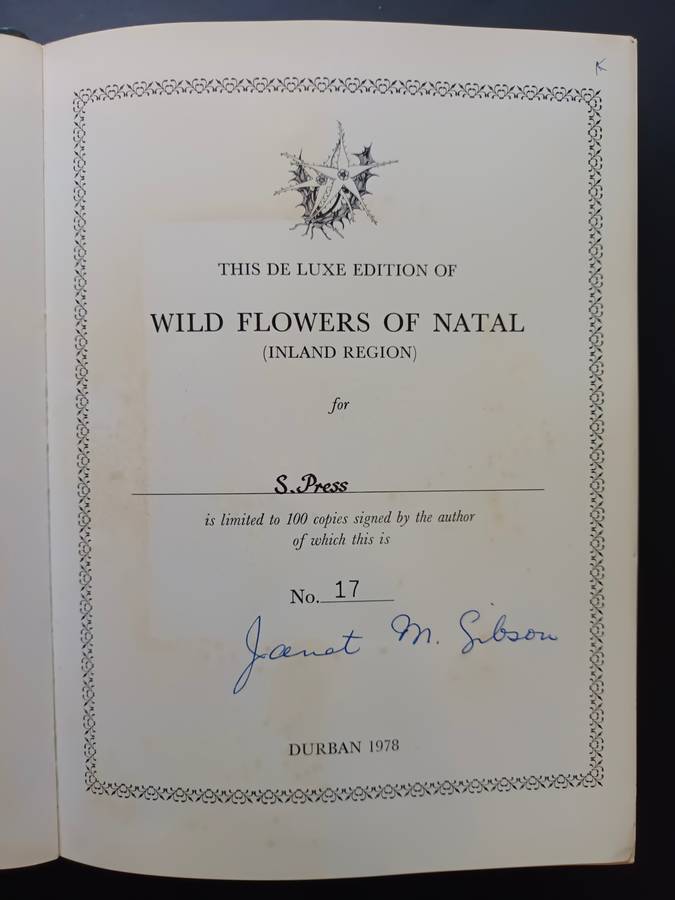 K
THIS DE LUXE EDITION OF
WILD FLOWERS OF NATAL
(INLAND REGION)
for
S. Press
is limited to 100 copies signed by the author
of which this is
No. 17
Janet M. Gibson
DURBAN 1978